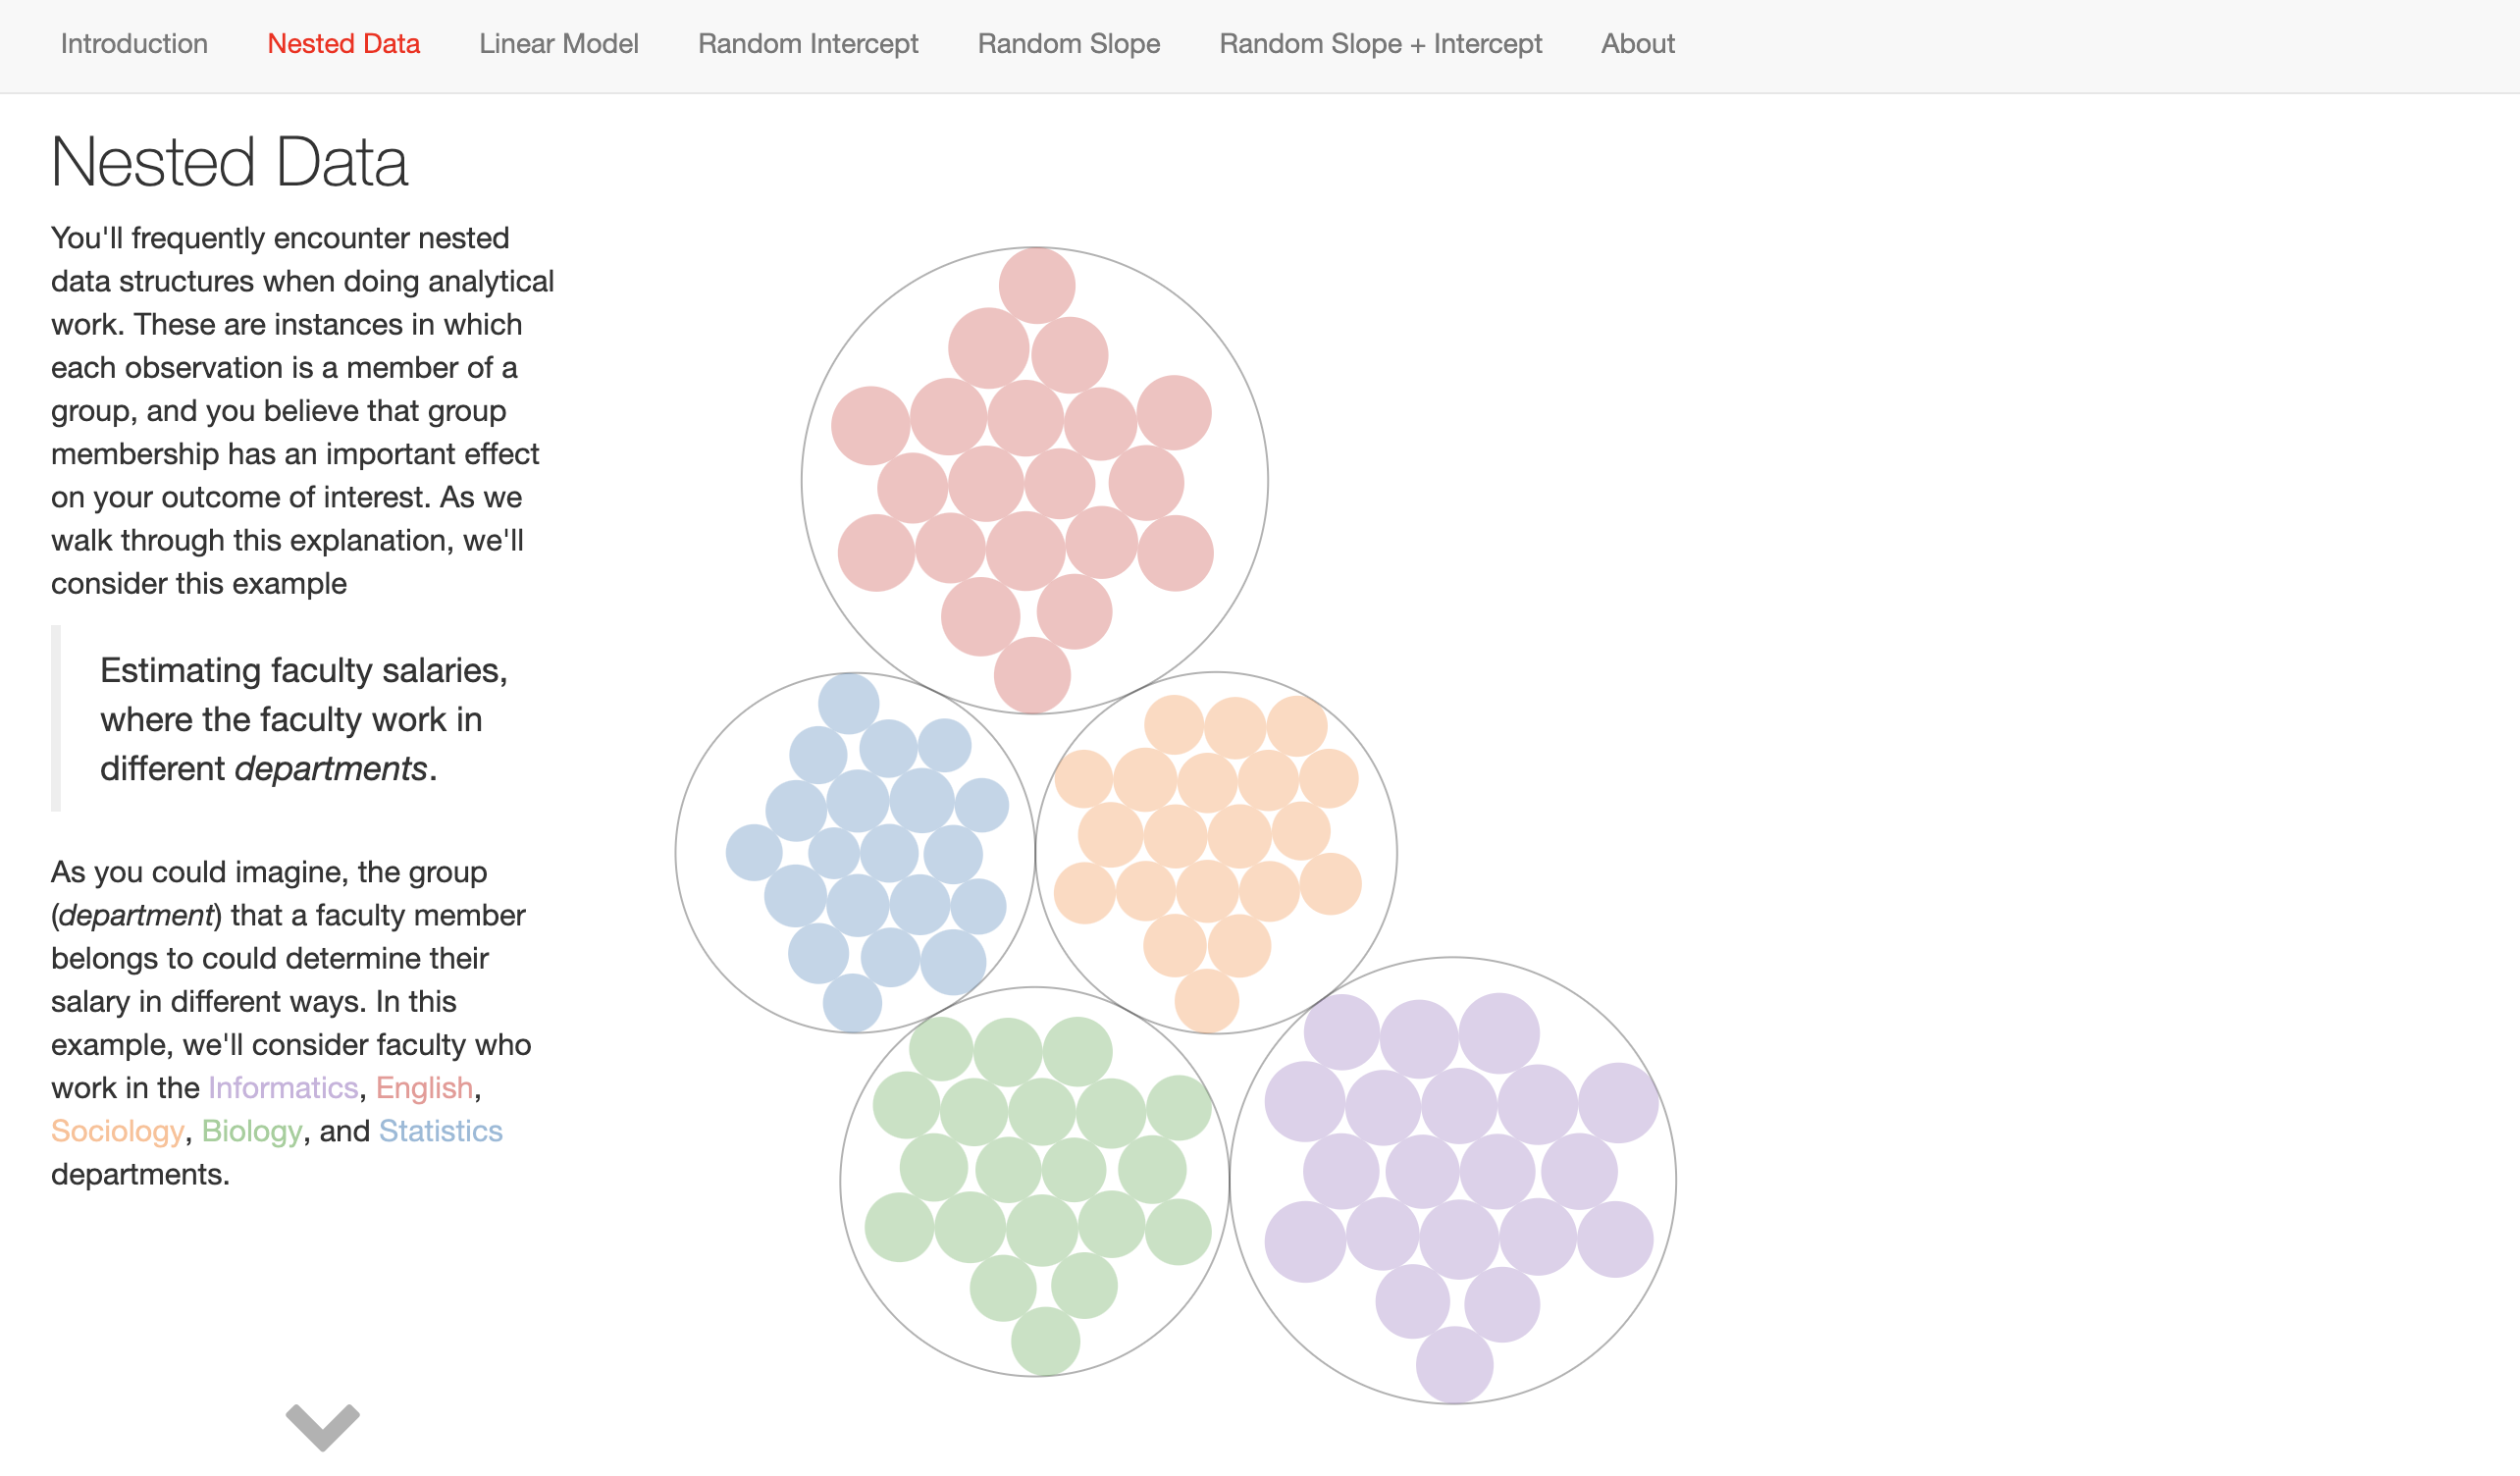 Introduction Nested Data Linear Model Random Intercept Random Slope Random Slope + Intercept About
Nested Data
You'll frequently encounter nested
data structures when doing analytical
work. These are instances in which
each observation is a member of a
group, and you believe that group
membership has an important effect
on your outcome of interest. As we
walk through this explanation, we'll
consider this example
Estimating faculty salaries,
where the faculty work in
different departments.
As you could imagine, the group
(department) that a faculty member
belongs to could determine their
salary in different ways. In this
example, we'll consider faculty who
work in the Informatics, English,
Sociology, Biology, and Statistics
departments.